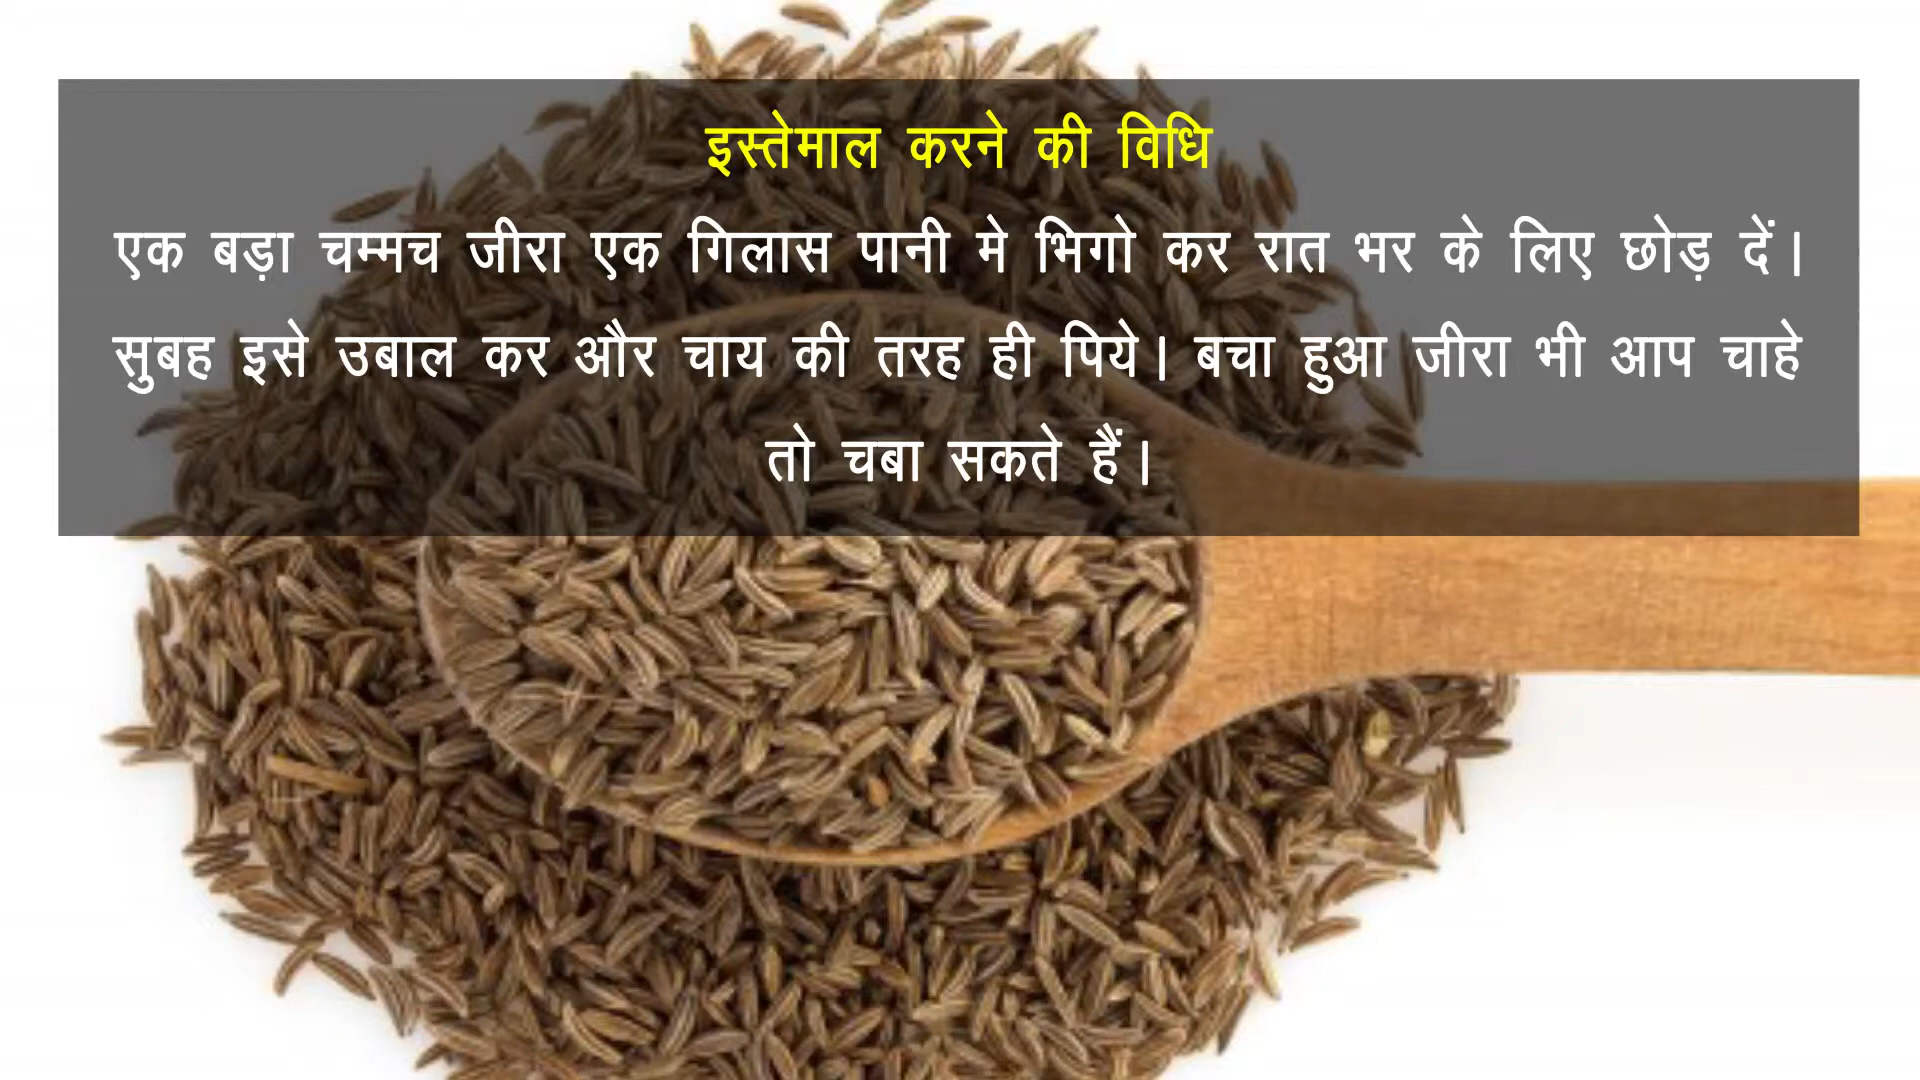 इस्तेमाल करने की विधि
एक बड़ा चम्मच जीरा एक गिलास पानी मे भिगो कर रात भर के लिए छोड़ दें।
सुबह इसे उबाल कर और चाय की तरह ही पिये। बचा हुआ जीरा भी आप चाहे
तो चबा सकते हैं।